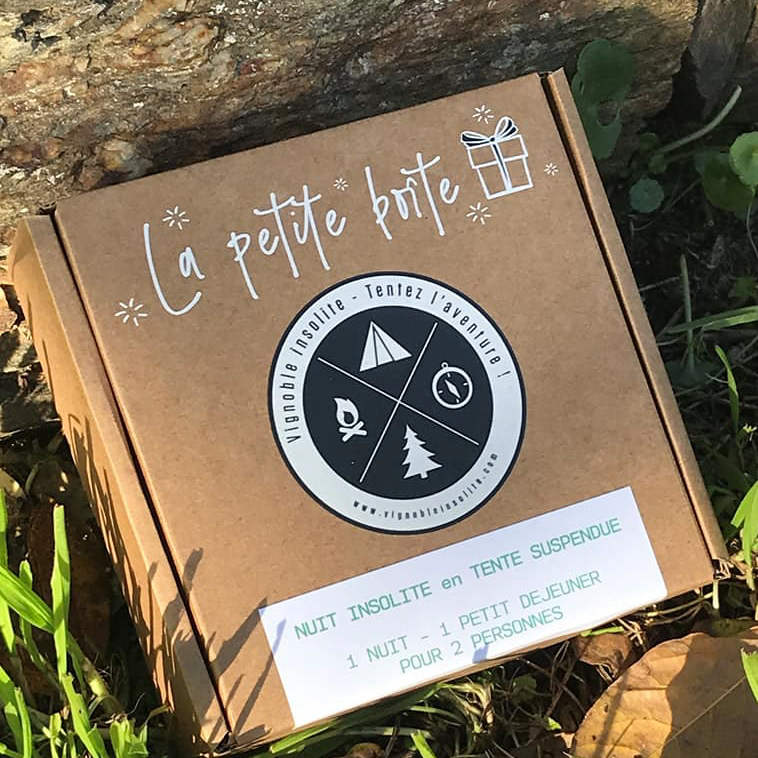 La petite boîte
Vignoble insolite - Tentez l'aventure !
www.vignobleinsolite.com
NUIT INSOLITE en TENTE SUSPENDUE
1 NUIT - 1 PETIT DEJEUNER
POUR 2 PERSONNES